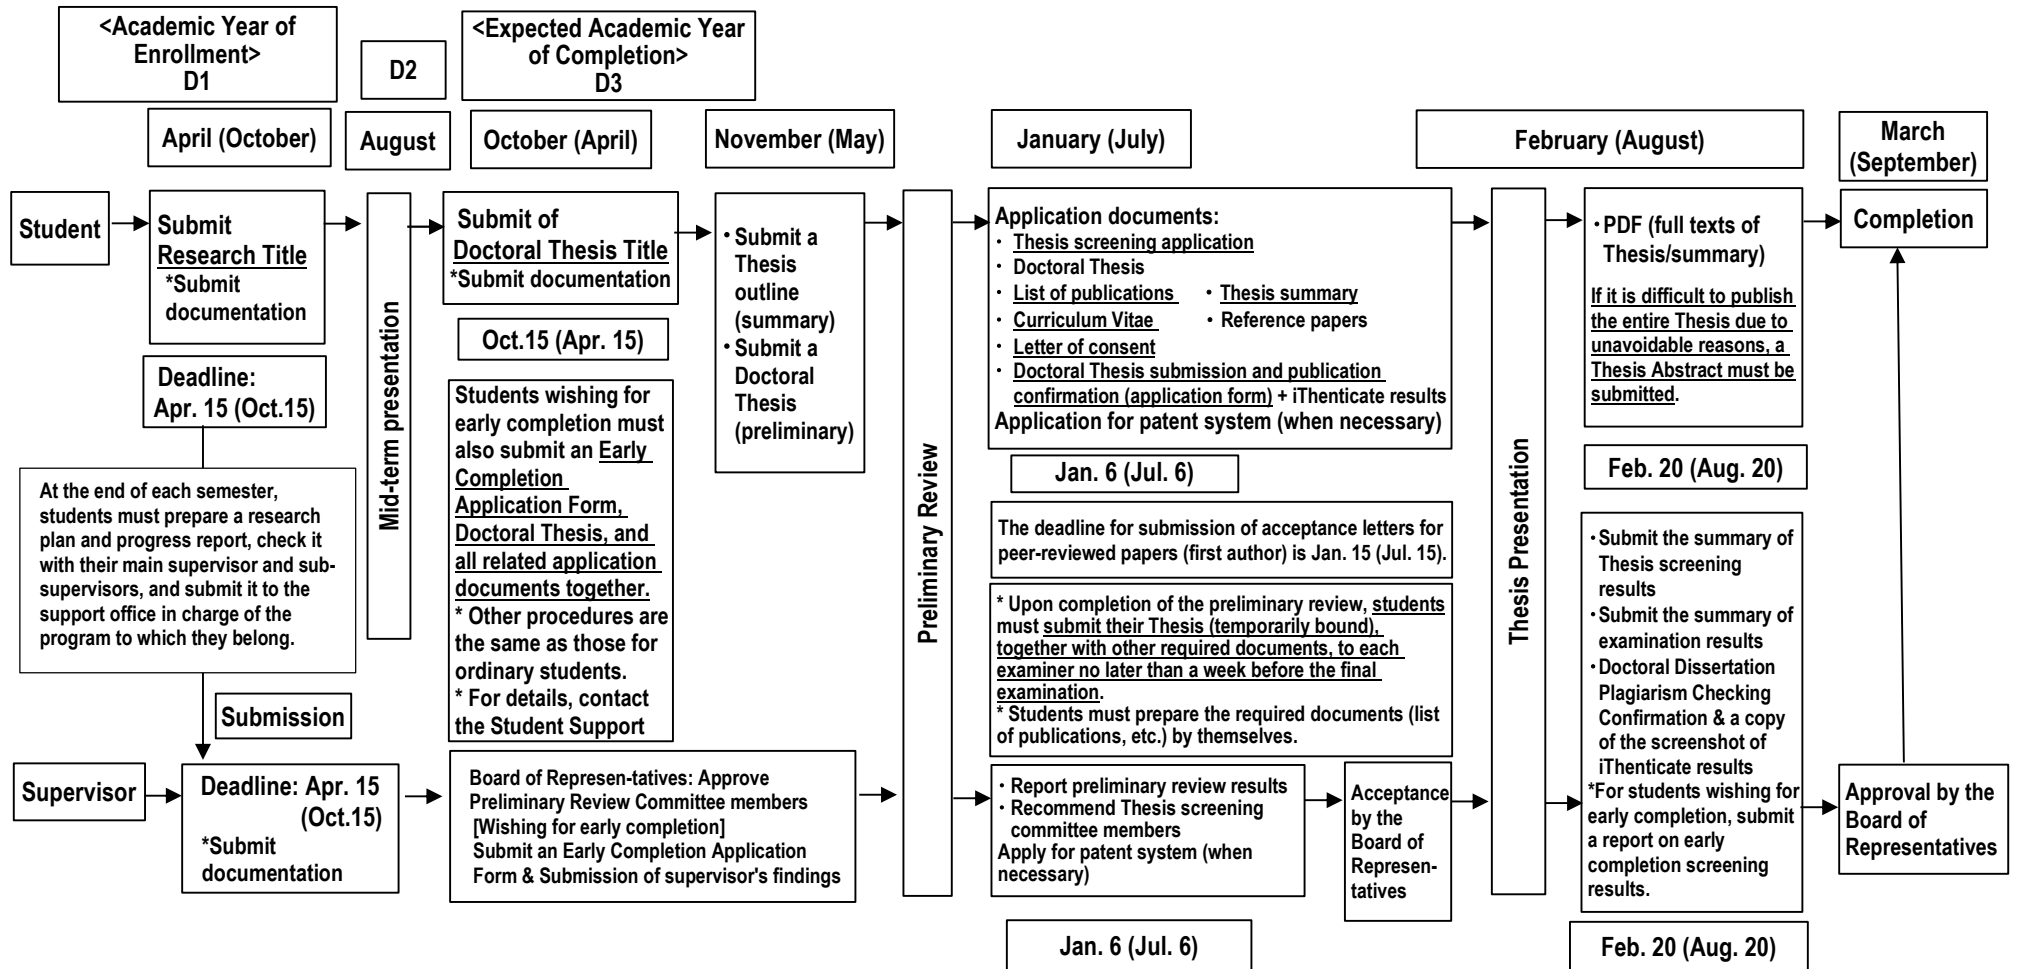 <Academic Year of
Enrollment>
D1
D2
<Expected Academic Year
of Completion>
D3
April (October)
August
October (April)
November (May)
January (July)
February (August)
March
(September)
Student
Submit
Research Title
*Submit
documentation
Deadline:
Apr. 15 (Oct.15)
At the end of each semester,
students must prepare a research
plan and progress report, check it
with their main supervisor and sub-
supervisors, and submit it to the
support office in charge of the
program to which they belong.
Submission
Mid-term presentation
Submit of
Doctoral Thesis Title
*Submit documentation
Oct.15 (Apr. 15)
Students wishing for
early completion must
also submit an Early
Completion
Application Form,
Doctoral Thesis, and
all related application
documents together.
* Other procedures are
the same as those for
ordinary students.
* For details, contact
the Student Support
・Submit a
Thesis
outline
(summary)
・Submit a
Doctoral
Thesis
(preliminary)
Preliminary Review
Application documents:
・ Thesis screening application
・ Doctoral Thesis
・ List of publications ・ Thesis summary
・ Curriculum Vitae ・ Reference papers
・ Letter of consent
・ Doctoral Thesis submission and publication
confirmation (application form) + iThenticate results
Application for patent system (when necessary)
Jan. 6 (Jul. 6)
The deadline for submission of acceptance letters for
peer-reviewed papers (first author) is Jan. 15 (Jul. 15).
* Upon completion of the preliminary review, students
must submit their Thesis (temporarily bound),
together with other required documents, to each
examiner no later than a week before the final
examination.
* Students must prepare the required documents (list
of publications, etc.) by themselves.
Thesis Presentation
・PDF (full texts of
Thesis/summary)
If it is difficult to publish
the entire Thesis due to
unavoidable reasons, a
Thesis Abstract must be
submitted.
Feb. 20 (Aug. 20)
Completion
Supervisor
Deadline: Apr. 15
(Oct.15)
*Submit
documentation
Board of Represen-tatives: Approve
Preliminary Review Committee members
[Wishing for early completion]
Submit an Early Completion Application
Form & Submission of supervisor's findings
・Report preliminary review results
・Recommend Thesis screening
committee members
Apply for patent system (when
necessary)
Jan. 6 (Jul. 6)
Acceptance
by the
Board of
Represen-
tatives
・Submit the summary of
Thesis screening
results
・Submit the summary of
examination results
・Doctoral Dissertation
Plagiarism Checking
Confirmation & a copy
of the screenshot of
iThenticate results
*For students wishing for
early completion, submit
a report on early
completion screening
results.
Feb. 20 (Aug. 20)
Approval by the
Board of
Representatives